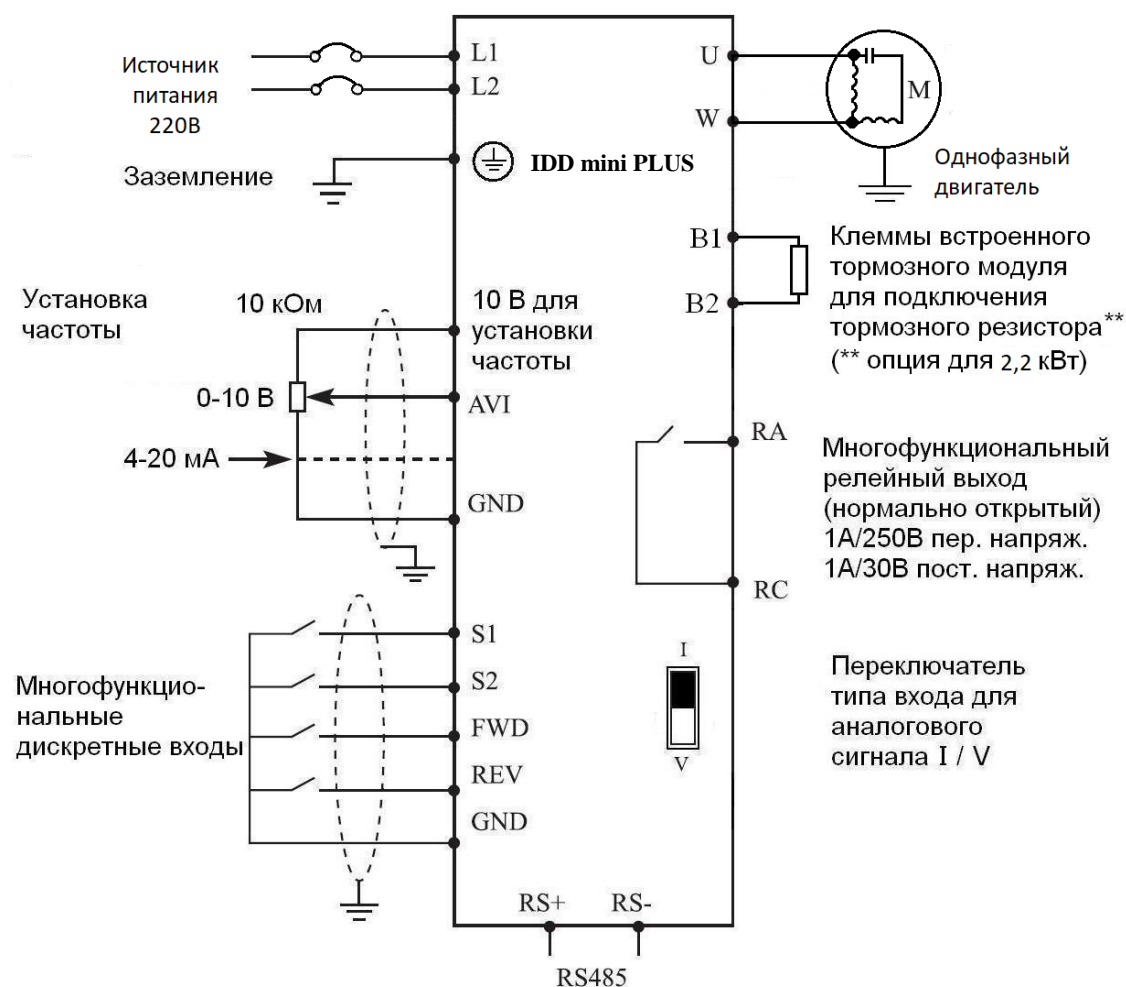 Источник
питания
220В
L1
L2
Заземление
IDD mini PLUS
U
W
M
Однофазный
двигатель
B1
B2
Клеммы встроенного
тормозного модуля
для подключения
тормозного резистора**
(** опция для 2,2 кВт)
Установка
частоты
10 кОм
10 В для
установки
частоты
0-10 В
AVI
4-20 мА
GND
RA
RC
Многофункциональный
релейный выход
(нормально открытый)
1А/250В пер. напряж.
1А/30В пост. напряж.
Многофункцио-
нальные
дискретные входы
S1
S2
FWD
REV
GND
I
V
Переключатель
типа входа для
аналогового
сигнала I / V
RS+ RS-
RS485